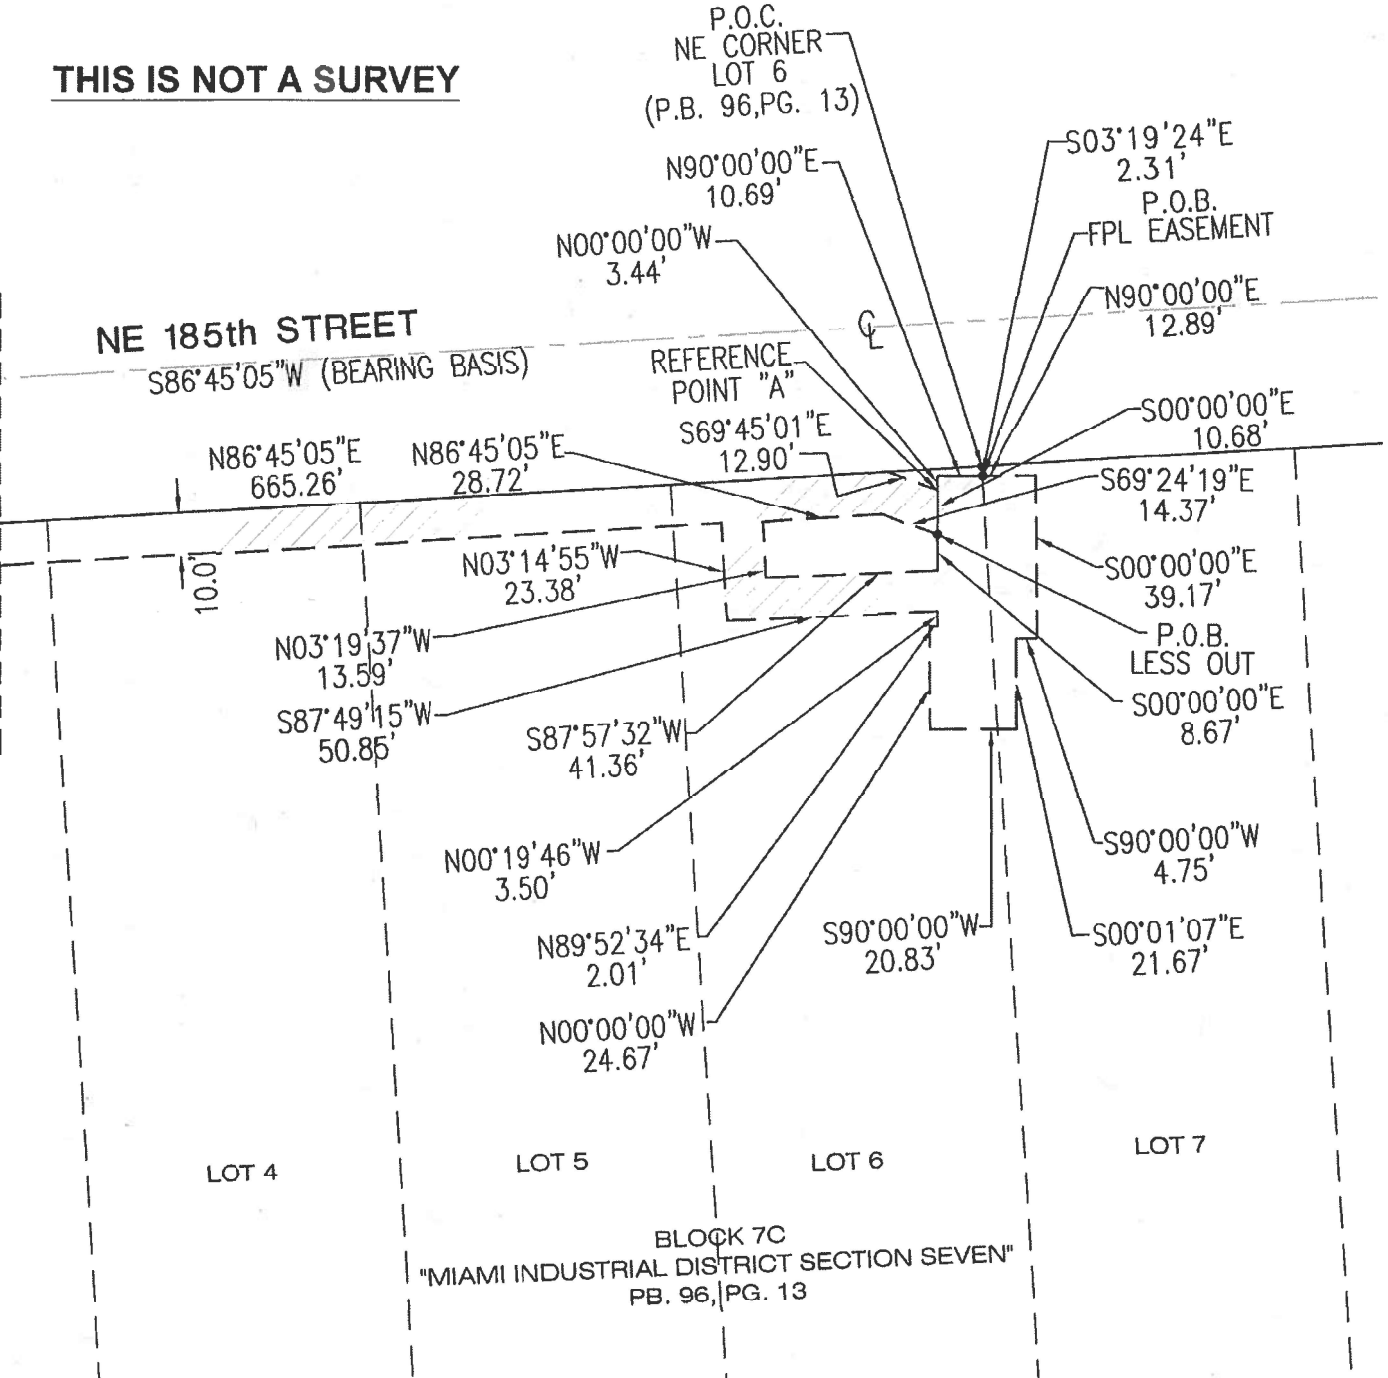 THIS IS NOT A SURVEY
P.O.C.
NE CORNER
LOT 6
(P.B. 96,PG. 13)
N90°00'00"E
10.69'
N00°00'00"W
3.44'
S03°19'24"E
2.31'
P.O.B.
FPL EASEMENT
N90°00'00"E
12.89'
NE 185th STREET
S86°45'05"W (BEARING BASIS)
CL
REFERENCE
POINT "A"
S69°45'01"E
12.90'
S00°00'00"E
10.68'
N86°45'05"E
665.26'
N86°45'05"E
28.72'
S69°24'19"E
14.37'
10.0'
N03°14'55"W
23.38'
S00°00'00"E
39.17'
N03°19'37"W
13.59'
P.O.B.
LESS OUT
S87°49'15"W
50.85'
S87°57'32"W
41.36'
S00°00'00"E
8.67'
N00°19'46"W
3.50'
S90°00'00"W
4.75'
N89°52'34"E
2.01'
S90°00'00"W
20.83'
S00°01'07"E
21.67'
N00°00'00"W
24.67'
LOT 4
LOT 5
LOT 6
LOT 7
BLOCK 7C
"MIAMI INDUSTRIAL DISTRICT SECTION SEVEN"
PB. 96, PG. 13